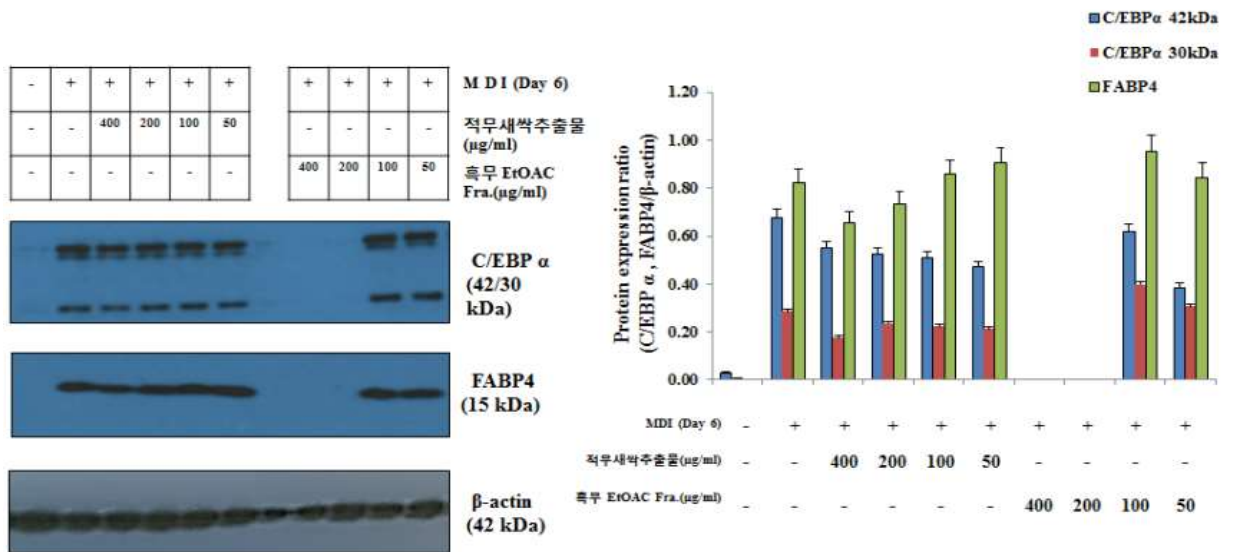 - + + + + + + + + + M D I (Day 6)
- - 400 200 100 50 - - - - 적무새싹추출물
(μg/ml)
- - - - - - 400 200 100 50 흑무 EtOAC
Fra.(μg/ml)
C/EBP α
(42/30
kDa)
FABP4
(15 kDa)
β-actin
(42 kDa)
C/EBPα 42kDa
C/EBPα 30kDa
FABP4
Protein expression ratio
(C/EBP α , FABP4/β-actin)
1.20
1.00
0.80
0.60
0.40
0.20
0.00
MDI (Day 6) - + + + + + + + + +
적무새싹추출물(μg/ml) - - 400 200 100 50 - - - -
흑무 EtOAC Fra.(μg/ml) - - - - - - 400 200 100 50